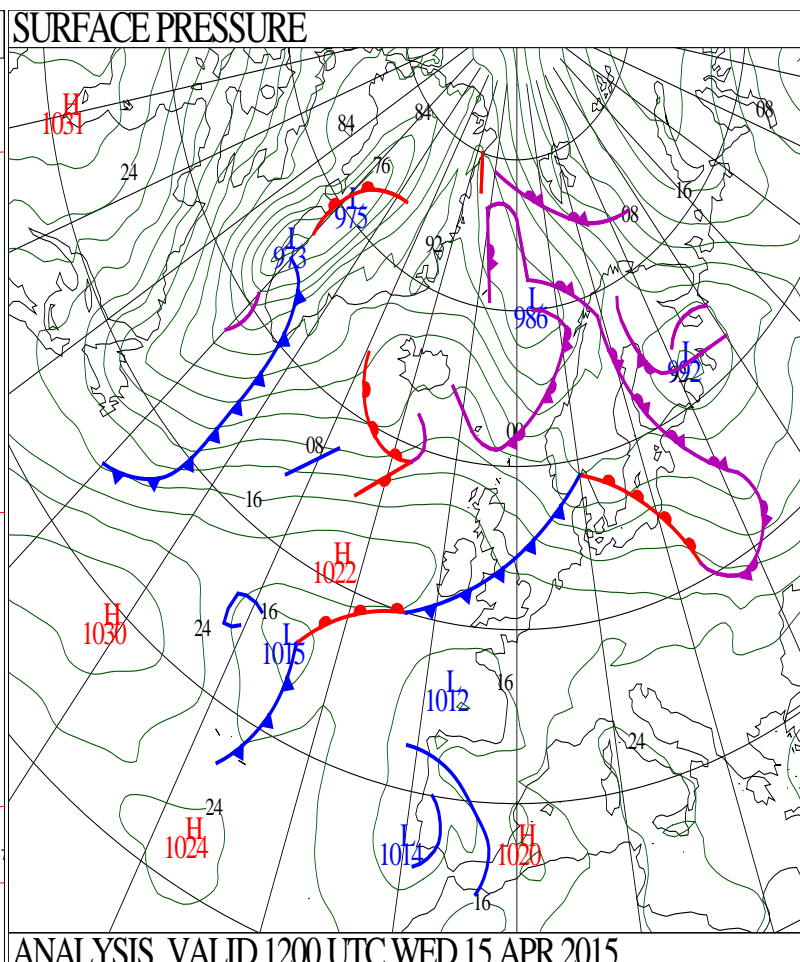 SURFACE PRESSURE
H
1031
84
84
08
24
76
16
L
975
08
L
973
92
L
986
L
992
00
08
16
H
1022
H
1030
16
24
L
1015
L
1012
16
24
24
H
1024
L
1014
H
1020
16
ANALYSIS VALID 1200 UTC WED 15 APR 2015